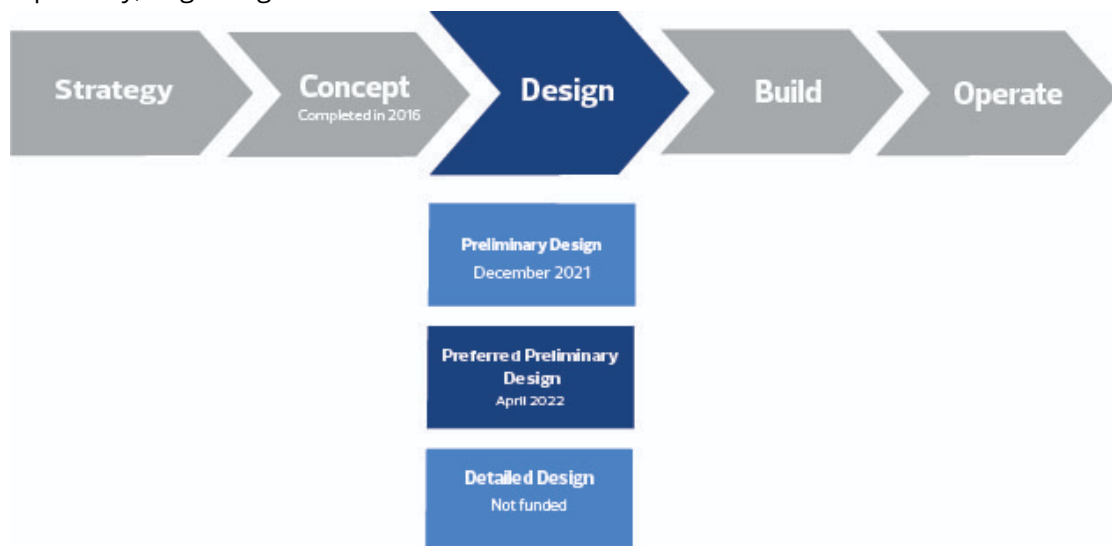 Strategy
Concept
Completed in 2016
Design
Build
Operate
Preliminary Design
December 2021
Preferred Preliminary
Design
April 2022
Detailed Design
Not funded